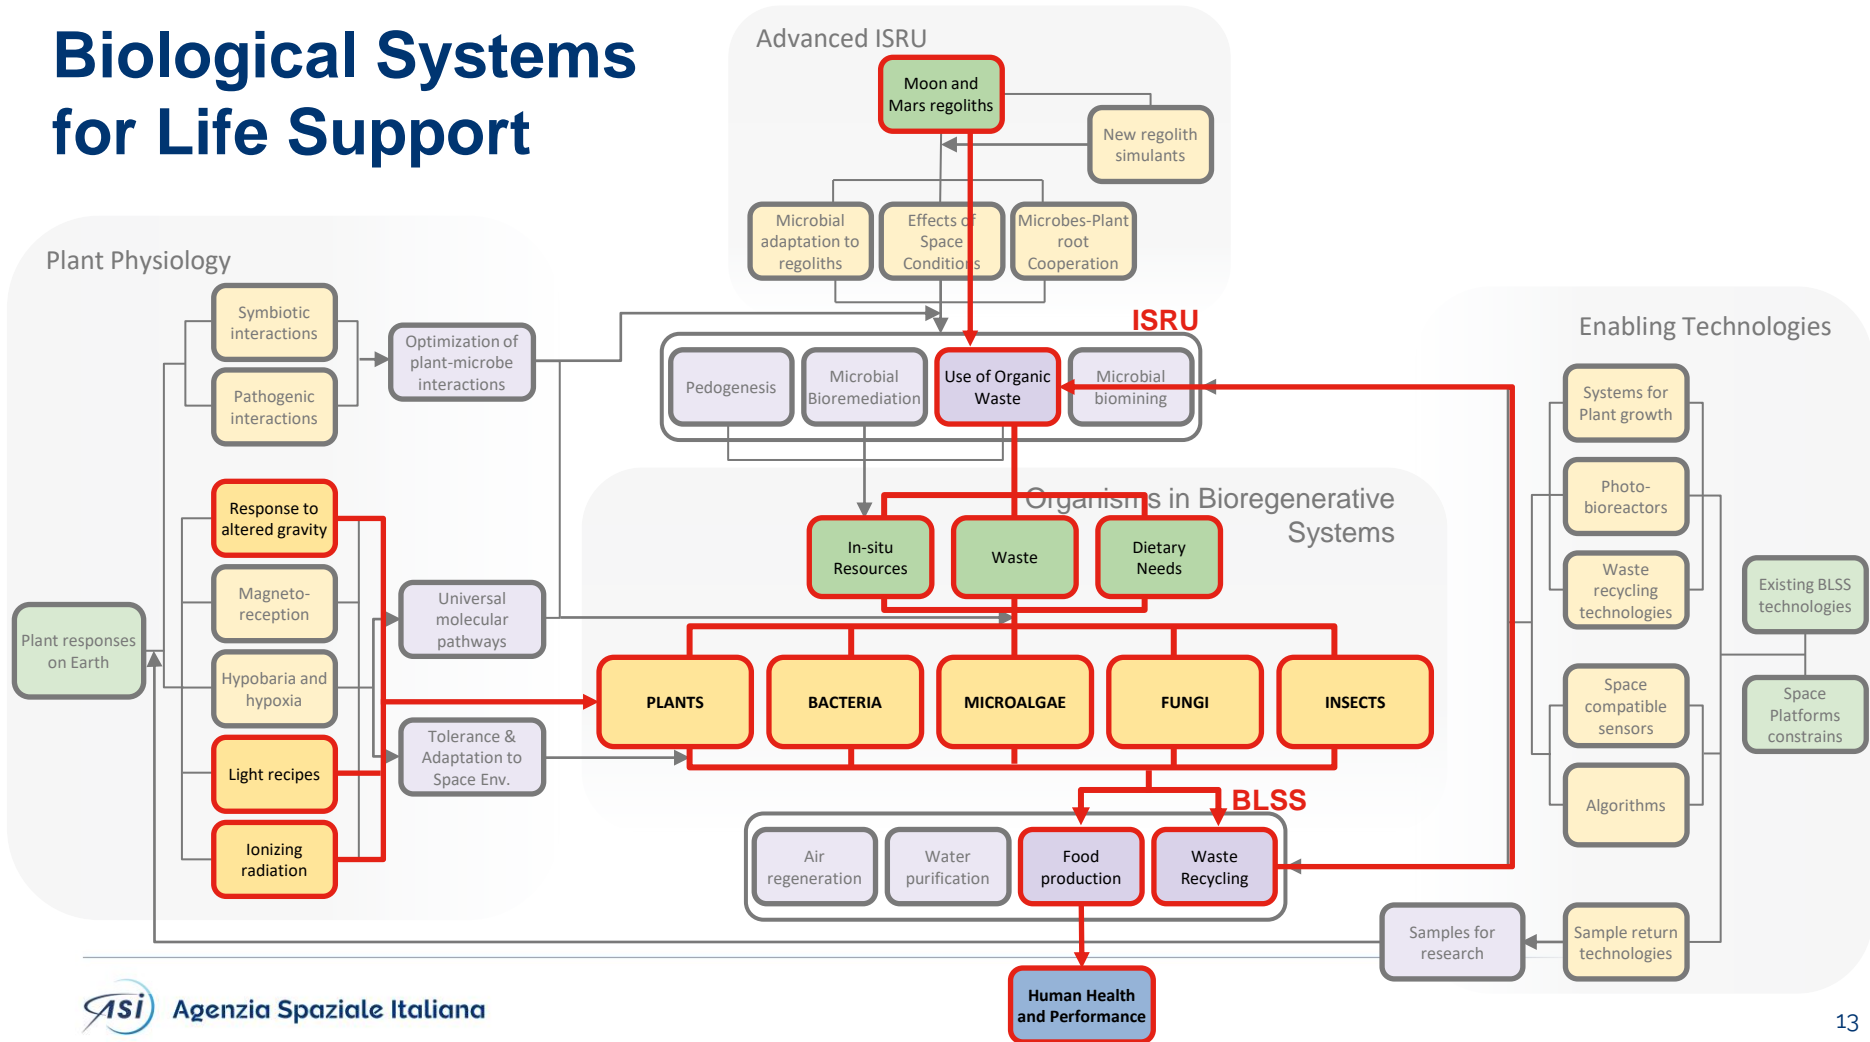 Biological Systems
for Life Support
Advanced ISRU
Moon and
Mars regoliths
New regolith
simulants
Microbial
adaptation to
regoliths
Effects of
Space
Conditions
Microbes-Plant
root
Cooperation
Plant Physiology
Symbiotic
interactions
Pathogenic
interactions
Optimization of
plant-microbe
interactions
Response to
altered gravity
Magneto-
reception
Hypobaria and
hypoxia
Light recipes
Ionizing
radiation
Plant responses
on Earth
Universal
molecular
pathways
Tolerance &
Adaptation to
Space Env.
ISRU
Pedogenesis
Microbial
Bioremediation
Use of Organic
Waste
Microbial
biomining
Organisms in Bioregenerative
Systems
In-situ
Resources
Waste
Dietary
Needs
PLANTS
BACTERIA
MICROALGAE
FUNGI
INSECTS
BLSS
Air
regeneration
Water
purification
Food
production
Waste
Recycling
Human Health
and Performance
Enabling Technologies
Systems for
Plant growth
Photo-
bioreactors
Waste
recycling
technologies
Space
compatible
sensors
Algorithms
Existing BLSS
technologies
Space
Platforms
constrains
Samples for
research
Sample return
technologies
ASI
Agenzia Spaziale Italiana
13